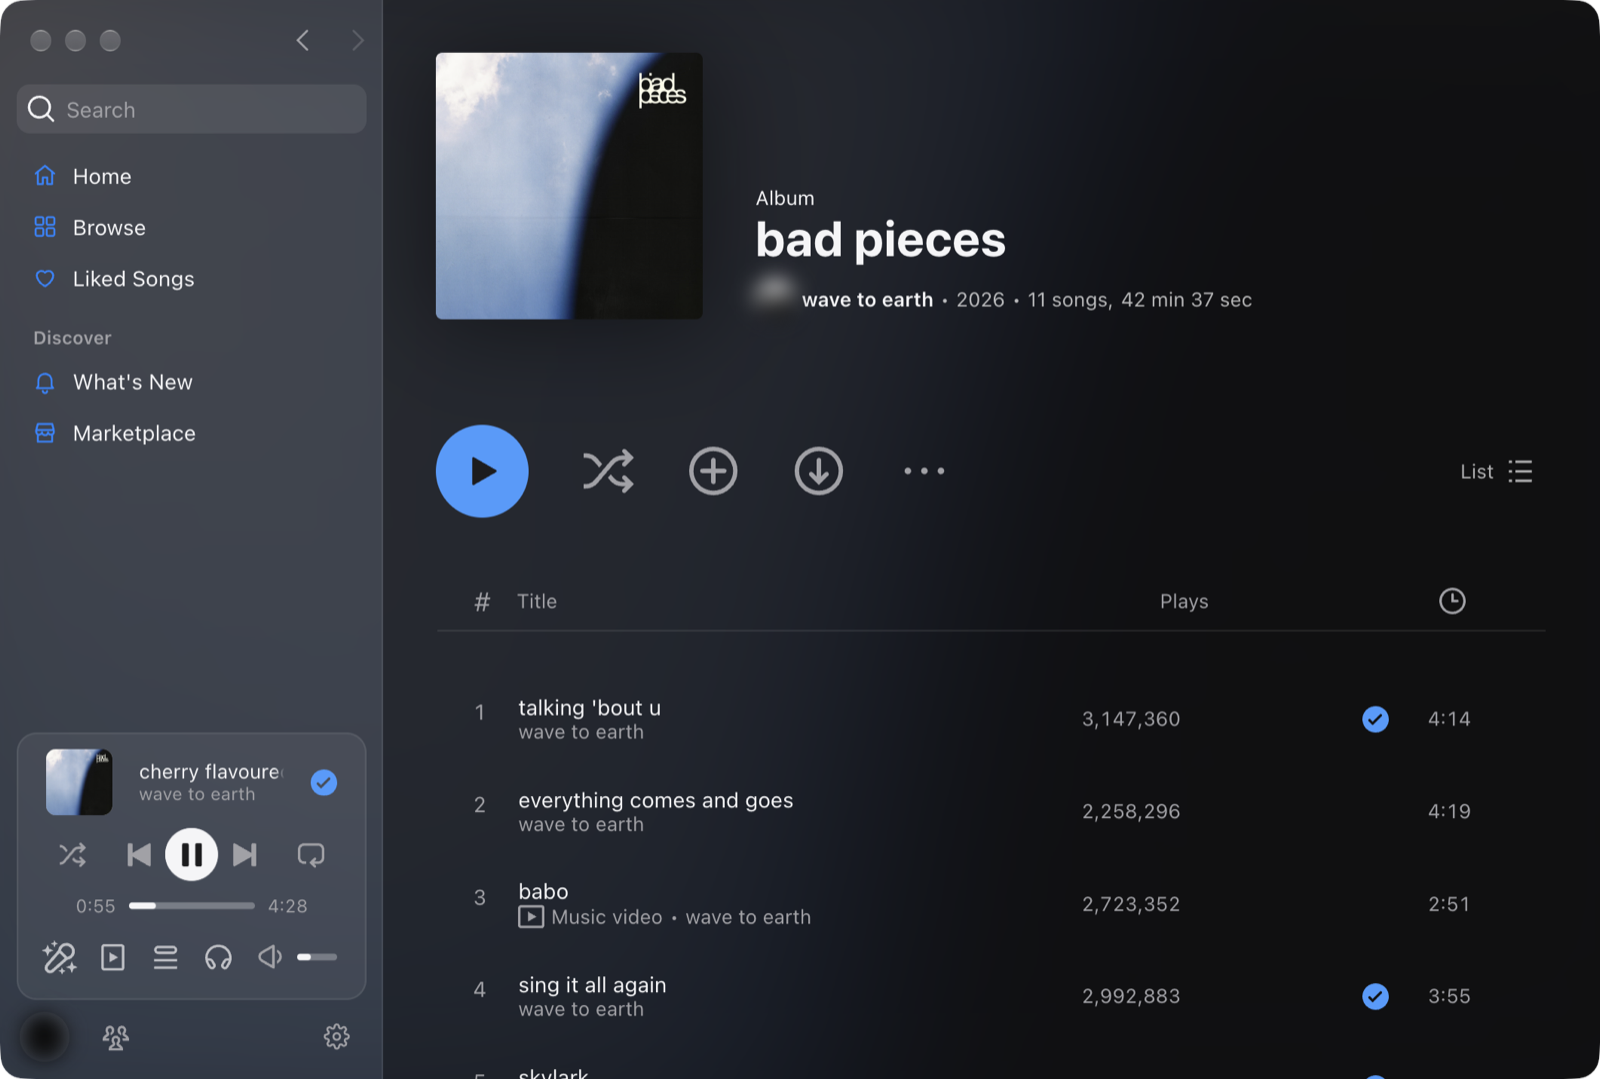 Search
Home
Browse
Liked Songs
Discover
What's New
Marketplace
cherry flavoure
wave to earth
0:55 4:28
bad
pieces
Album
bad pieces
wave to earth • 2026 • 11 songs, 42 min 37 sec
List
# Title Plays
1 talking 'bout u 3,147,360 4:14
wave to earth
2 everything comes and goes 2,258,296 4:19
wave to earth
3 babo 2,723,352 2:51
Music video • wave to earth
4 sing it all again 2,992,883 3:55
wave to earth
5 skylark